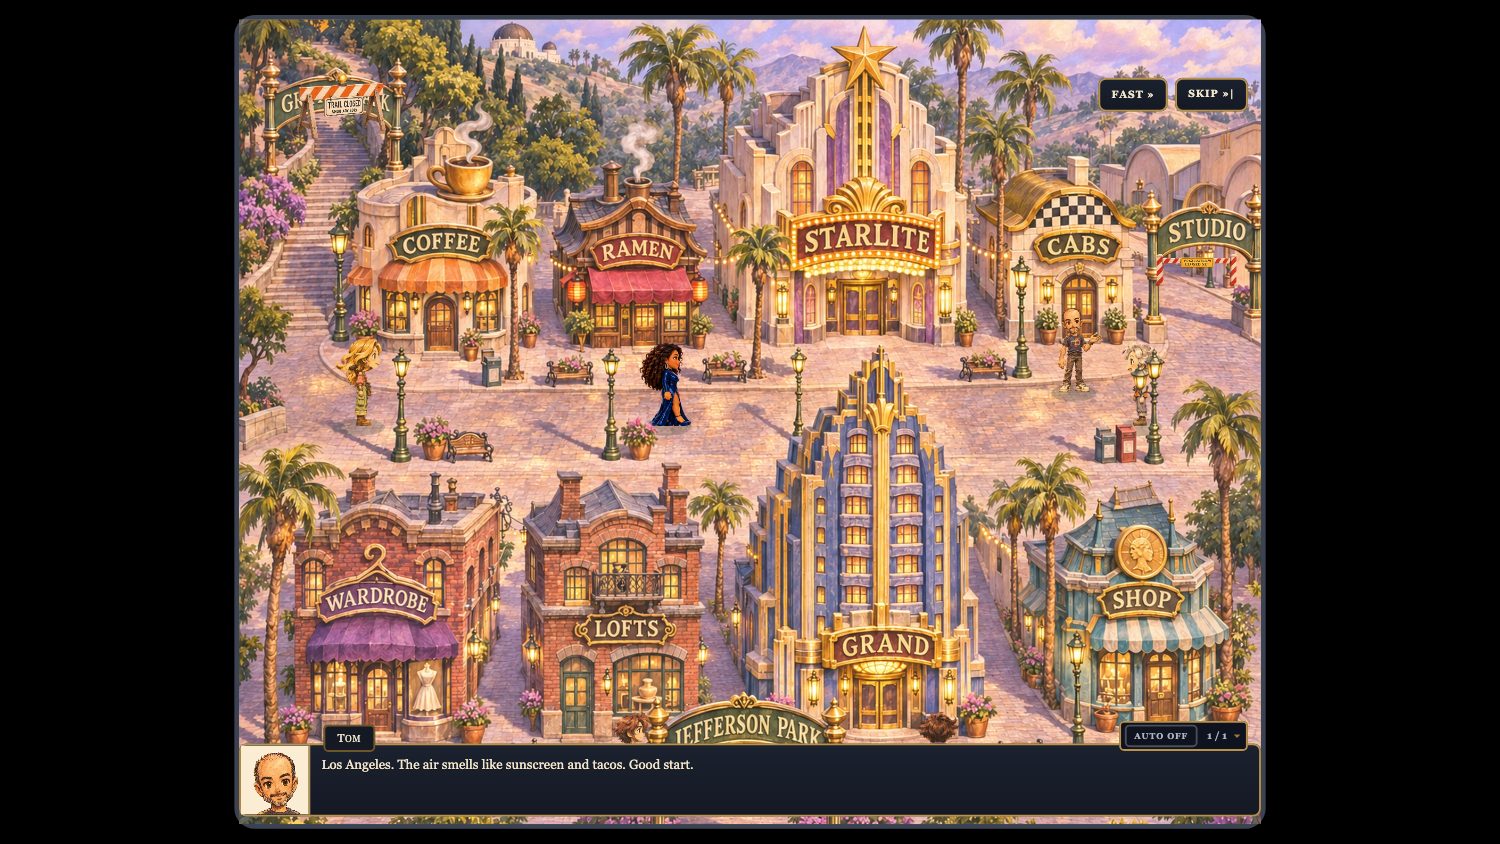 TRAIL CLOSED
FAST »
SKIP »|
COFFEE
RAMEN
STARLITE
CABS
STUDIO
WARDROBE
LOFTS
GRAND
SHOP
JEFFERSON PARK
TOM
AUTO OFF
1 / 1
Los Angeles. The air smells like sunscreen and tacos. Good start.